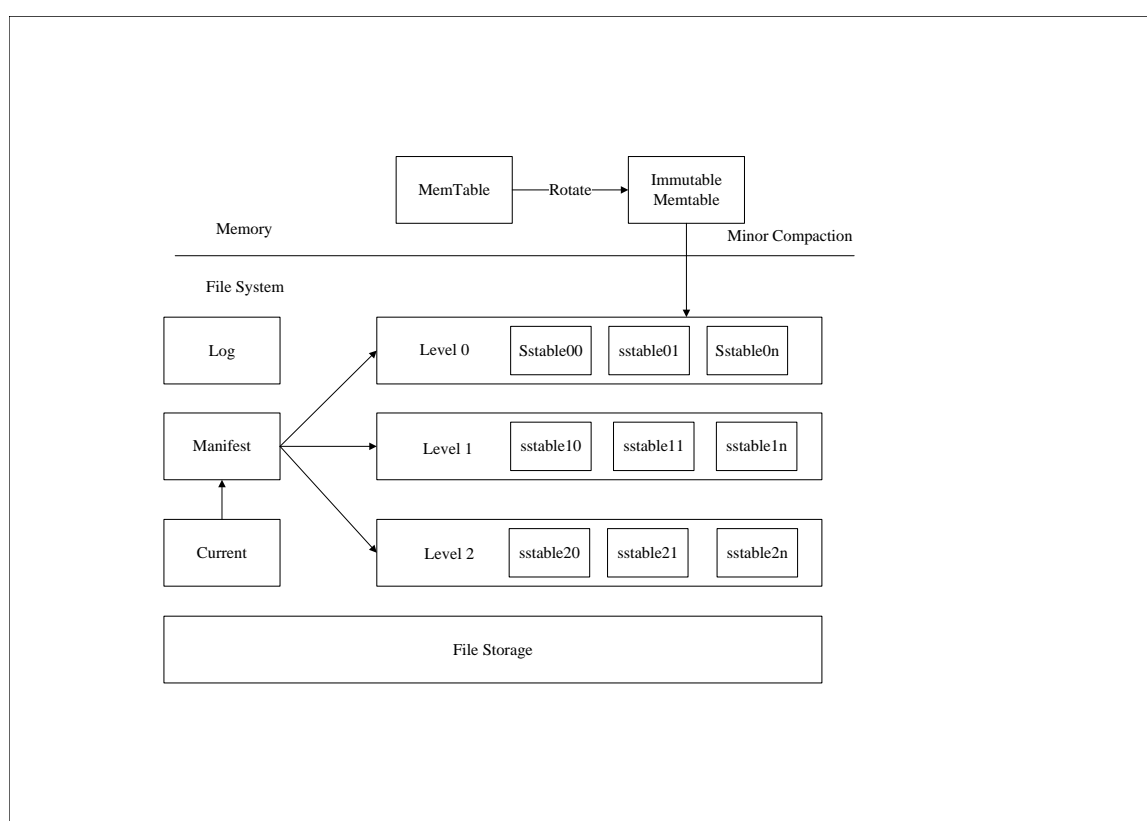 MemTable
Rotate
Immutable
Memtable
Memory
Minor Compaction
File System
Log
Level 0
Sstable00
sstable01
Sstable0n
Manifest
Level 1
sstable10
sstable11
sstable1n
Current
Level 2
sstable20
sstable21
sstable2n
File Storage